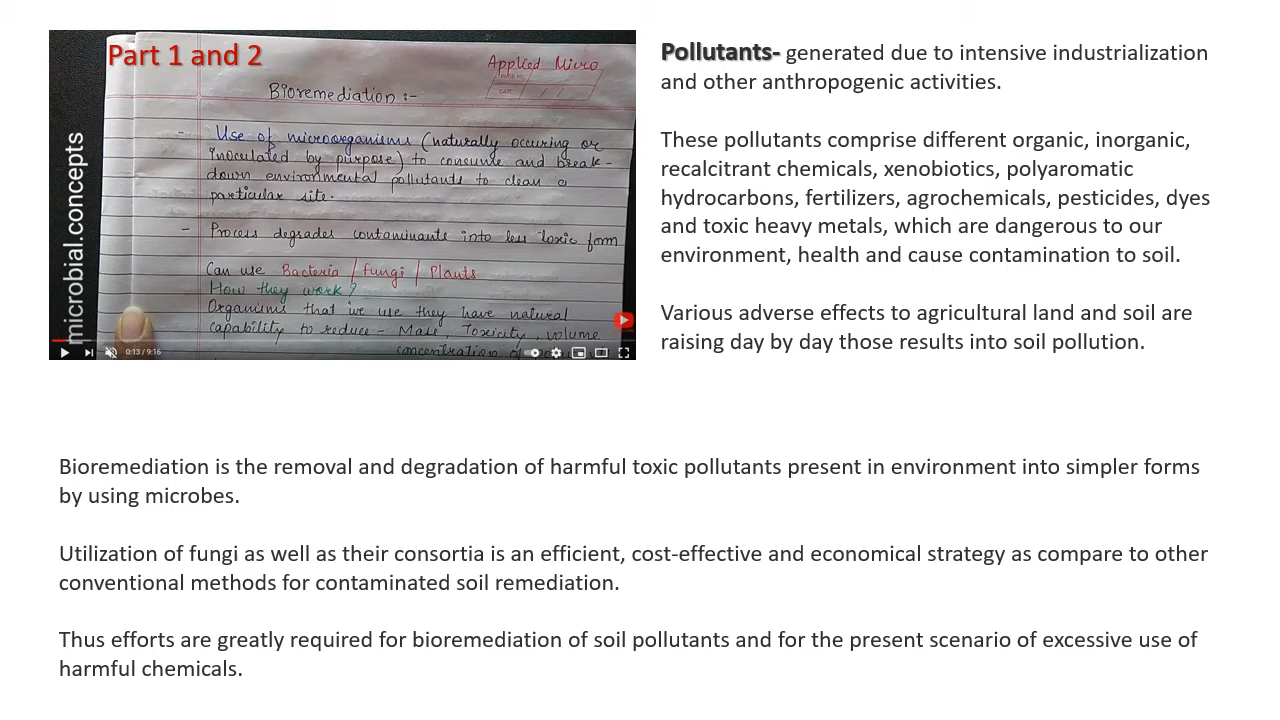 Part 1 and 2
Applied Micro
DATE
Bioremediation :-
microbial.concepts
- Use of microorganisms (naturally occuring or
inoculated by purpose) to consume and break-
down environmental pollutants to clean a
particular site.
- Process degrades contaminants into less toxic form
Can use Bacteria / Fungi / Plants
How they work?
Organisms that we use they have natural
capability to reduce - Mass, Toxicity, volume
concentration of
0:13 / 9:16
Pollutants- generated due to intensive industrialization
and other anthropogenic activities.
These pollutants comprise different organic, inorganic,
recalcitrant chemicals, xenobiotics, polyaromatic
hydrocarbons, fertilizers, agrochemicals, pesticides, dyes
and toxic heavy metals, which are dangerous to our
environment, health and cause contamination to soil.
Various adverse effects to agricultural land and soil are
raising day by day those results into soil pollution.
Bioremediation is the removal and degradation of harmful toxic pollutants present in environment into simpler forms
by using microbes.
Utilization of fungi as well as their consortia is an efficient, cost-effective and economical strategy as compare to other
conventional methods for contaminated soil remediation.
Thus efforts are greatly required for bioremediation of soil pollutants and for the present scenario of excessive use of
harmful chemicals.